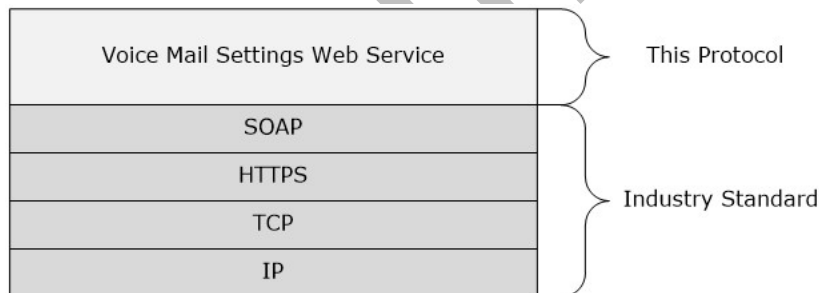 Voice Mail Settings Web Service
This Protocol
SOAP
HTTPS
Industry Standard
TCP
IP